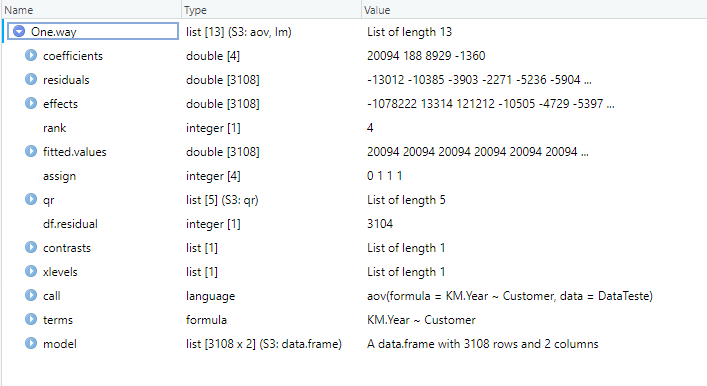 Name Type Value
One.way list [13] (S3: aov, lm) List of length 13
coefficients double [4] 20094 188 8929 -1360
residuals double [3108] -13012 -10385 -3903 -2271 -5236 -5904 ...
effects double [3108] -1078222 13314 121212 -10505 -4729 -5397 ...
rank integer [1] 4
fitted.values double [3108] 20094 20094 20094 20094 20094 20094 ...
assign integer [4] 0 1 1 1
qr list [5] (S3: qr) List of length 5
df.residual integer [1] 3104
contrasts list [1] List of length 1
xlevels list [1] List of length 1
call language aov(formula = KM.Year ~ Customer, data = DataTeste)
terms formula KM.Year ~ Customer
model list [3108 x 2] (S3: data.frame) A data.frame with 3108 rows and 2 columns